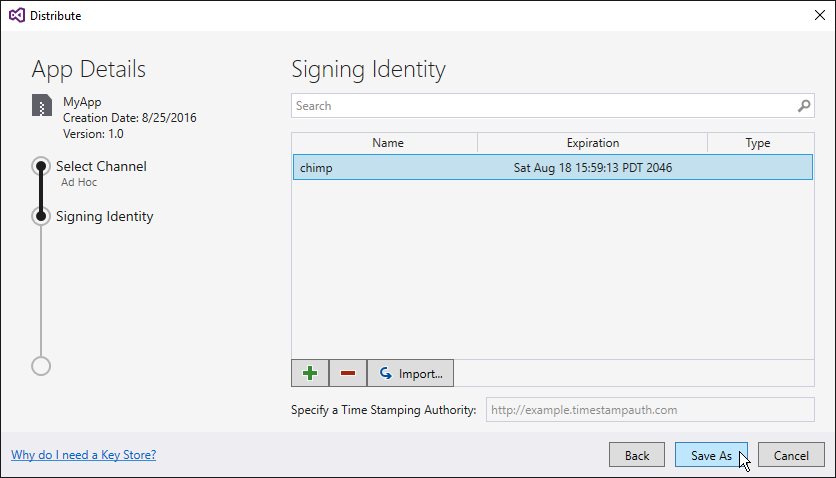 Distribute
App Details
MyApp
Creation Date: 8/25/2016
Version: 1.0
Select Channel
Ad Hoc
Signing Identity
Signing Identity
Search
Name Expiration Type
chimp Sat Aug 18 15:59:13 PDT 2046
Import...
Specify a Time Stamping Authority: http://example.timestampauth.com
Why do I need a Key Store?
Back Save As Cancel